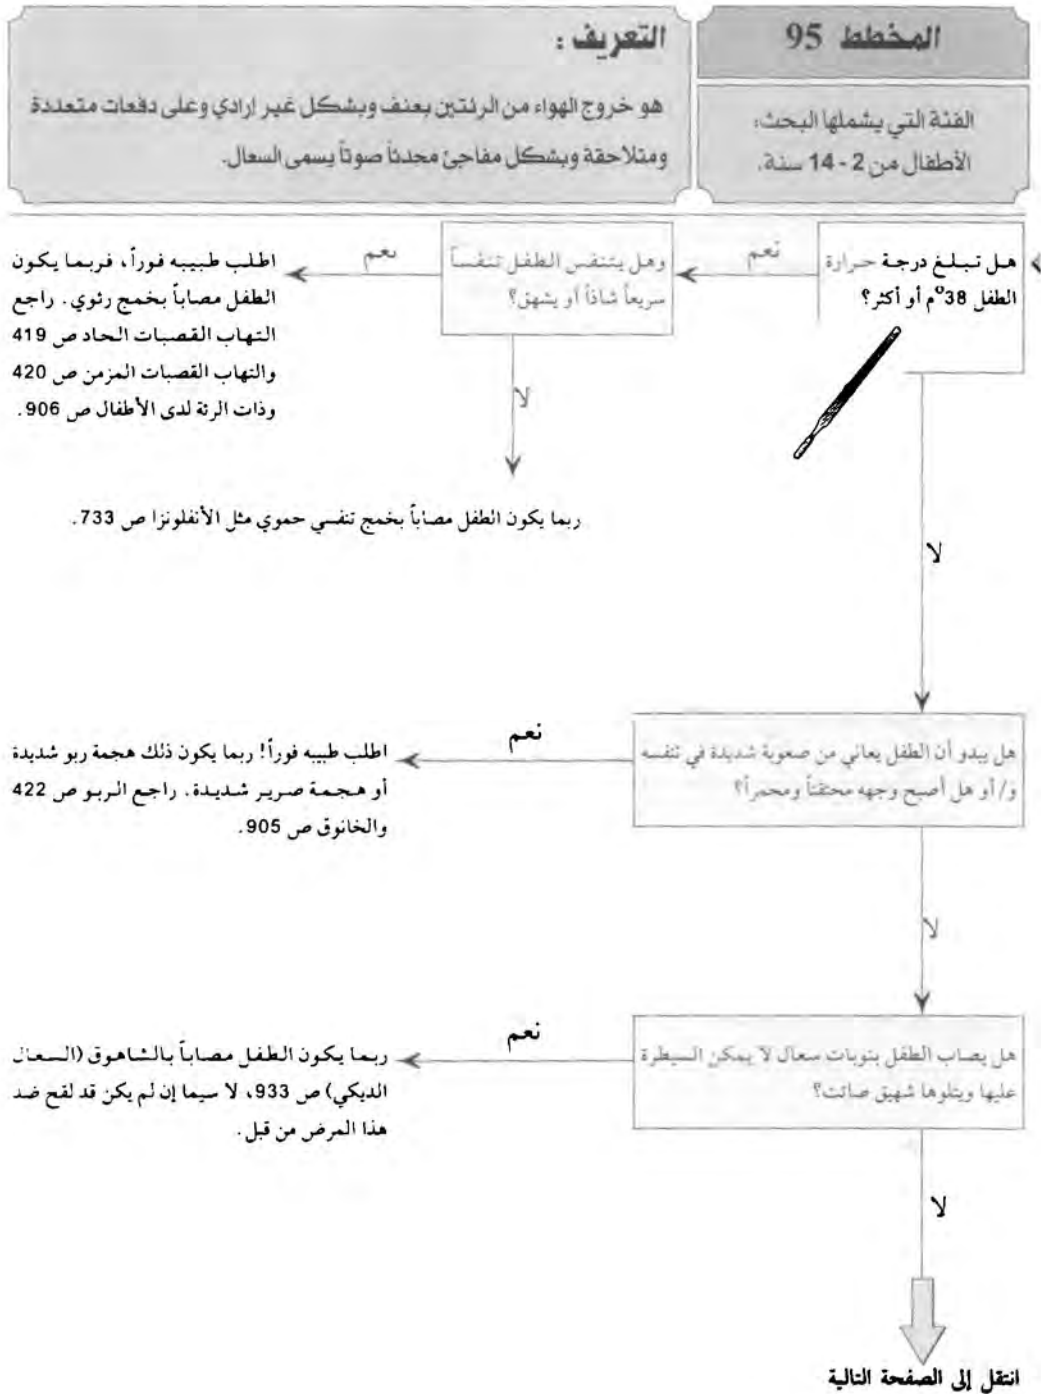 المخطط 95
الفئة التي يشملها البحث:
الأطفال من 2 - 14 سنة.
التعريف :
هو خروج الهواء من الرئتين بعنف وبشكل غير ارادي وعلى دفعات متعددة
ومتلاحقة وبشكل مفاجئ محدثاً صوتاً يسمى السعال.
هل تبلغ درجة حرارة
الطفل 38°م أو أكثر؟
نعم
وهل يتنفس الطفل تنفساً
سريعاً شاذاً أو يشهق؟
نعم
اطلب طبيبه فوراً، فربما يكون
الطفل مصاباً بخمج رئوي. راجع
التهاب القصبات الحاد ص 419
والتهاب القصبات المزمن ص 420
وذات الرئة لدى الأطفال ص 906.
لا
ربما يكون الطفل مصاباً بخمج تنفسي حموي مثل الأنفلونزا ص 733.
لا
هل يبدو أن الطفل يعاني من صعوبة شديدة في تنفسه
و/ أو هل أصبح وجهه محتقناً ومحمراً؟
نعم
اطلب طبيبه فوراً! ربما يكون ذلك هجمة ربو شديدة
أو هجمة صرير شديدة. راجع الربو ص 422
والخانوق ص 905.
لا
هل يصاب الطفل بنوبات سعال لا يمكن السيطرة
عليها ويتلوها شهيق صائت؟
نعم
ربما يكون الطفل مصاباً بالشاهوق (السعال
الديكي) ص 933، لا سيما إن لم يكن قد لقح ضد
هذا المرض من قبل.
لا
انتقل إلى الصفحة التالية